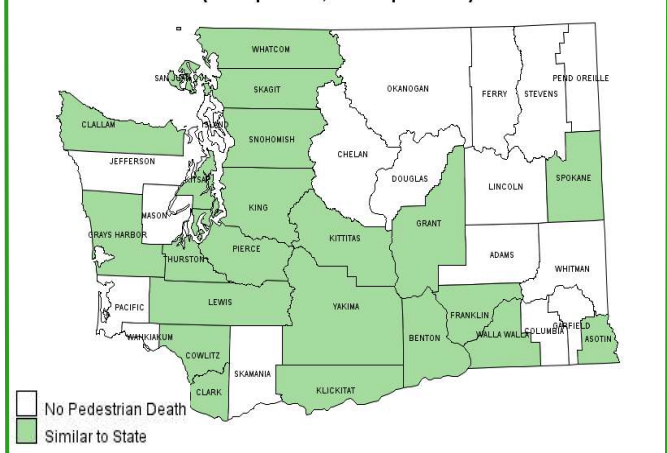 WHATCOM
SAN JUAN
SKAGIT
OKANOGAN
FERRY
STEVENS
PEND OREILLE
CLALLAM
ISLAND
SNOHOMISH
CHELAN
JEFFERSON
DOUGLAS
KITSAP
LINCOLN
SPOKANE
KING
MASON
GRANT
GRAYS HARBOR
KITTITAS
PIERCE
THURSTON
ADAMS
WHITMAN
PACIFIC
LEWIS
YAKIMA
FRANKLIN
GARFIELD
WAHKIAKUM
BENTON
WALLA WALLA
COLUMBIA
ASOTIN
COWLITZ
SKAMANIA
CLARK
KLICKITAT
No Pedestrian Death
Similar to State